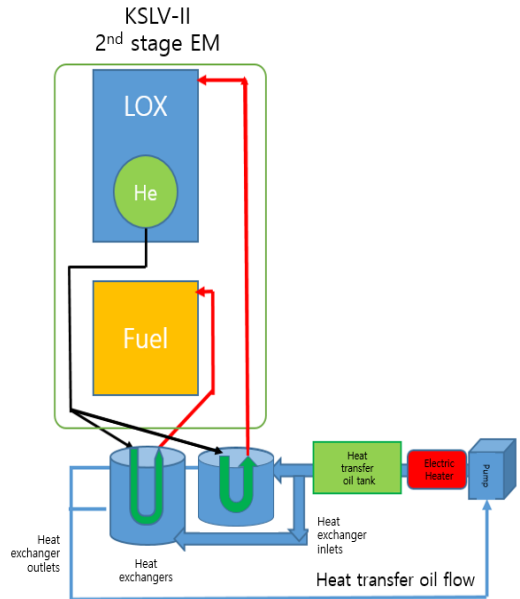 KSLV-II
2nd stage EM
LOX
He
Fuel
Heat
transfer
oil tank
Electric
Heater
Pump
Heat
exchanger
outlets
Heat
exchangers
Heat
exchanger
inlets
Heat transfer oil flow